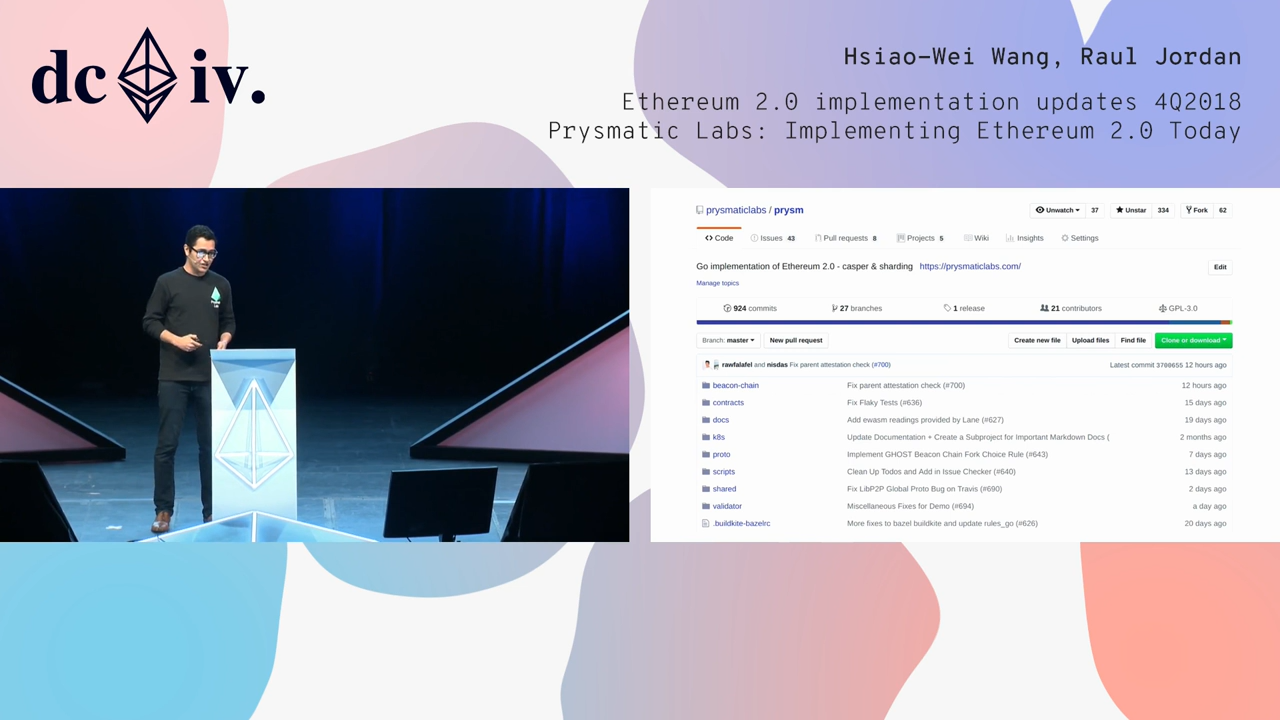 dc iv.
Hsiao-Wei Wang, Raul Jordan
Ethereum 2.0 implementation updates 4Q2018
Prysmatic Labs: Implementing Ethereum 2.0 Today
prysmaticlabs / prysm
Unwatch 37 Unstar 334 Fork 62
Code Issues 43 Pull requests 8 Projects 5 Wiki Insights Settings
Go implementation of Ethereum 2.0 - casper & sharding https://prysmaticlabs.com/ Edit
Manage topics
924 commits 27 branches 1 release 21 contributors GPL-3.0
Branch: master New pull request Create new file Upload files Find file Clone or download
rawfalafel and nisdas Fix parent attestation check (#700) Latest commit 3700655 12 hours ago
beacon-chain Fix parent attestation check (#700) 12 hours ago
contracts Fix Flaky Tests (#636) 15 days ago
docs Add ewasm readings provided by Lane (#627) 19 days ago
k8s Update Documentation + Create a Subproject for Important Markdown Docs ( 2 months ago
proto Implement GHOST Beacon Chain Fork Choice Rule (#643) 7 days ago
scripts Clean Up Todos and Add in Issue Checker (#640) 13 days ago
shared Fix LibP2P Global Proto Bug on Travis (#690) 2 days ago
validator Miscellaneous Fixes for Demo (#694) a day ago
.buildkite-bazelrc More fixes to bazel buildkite and update rules_go (#626) 20 days ago